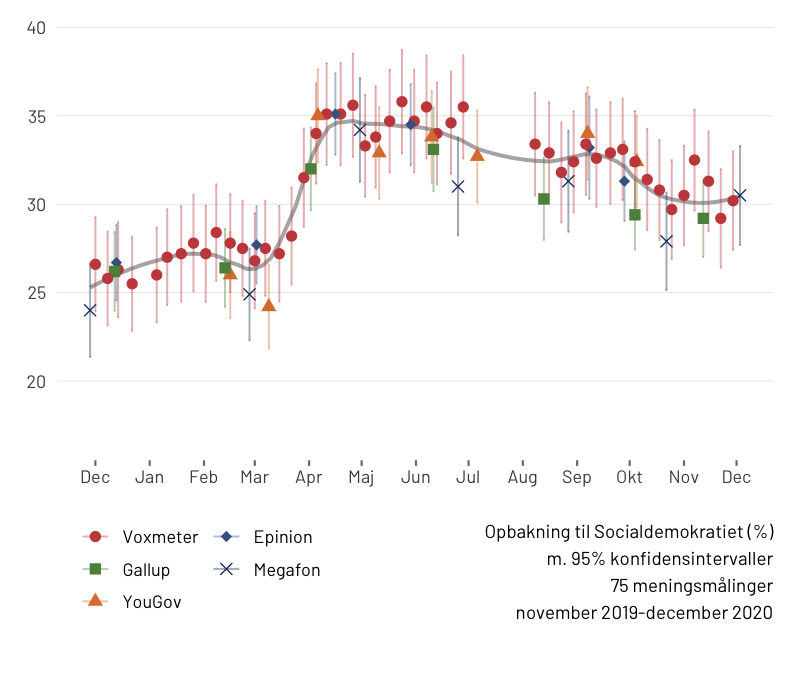 40
35
30
25
20
Dec Jan Feb Mar Apr Maj Jun Jul Aug Sep Okt Nov Dec
Voxmeter Epinion
Gallup Megafon
YouGov
Opbakning til Socialdemokratiet (%)
m. 95% konfidensintervaller
75 meningsmålinger
november 2019-december 2020